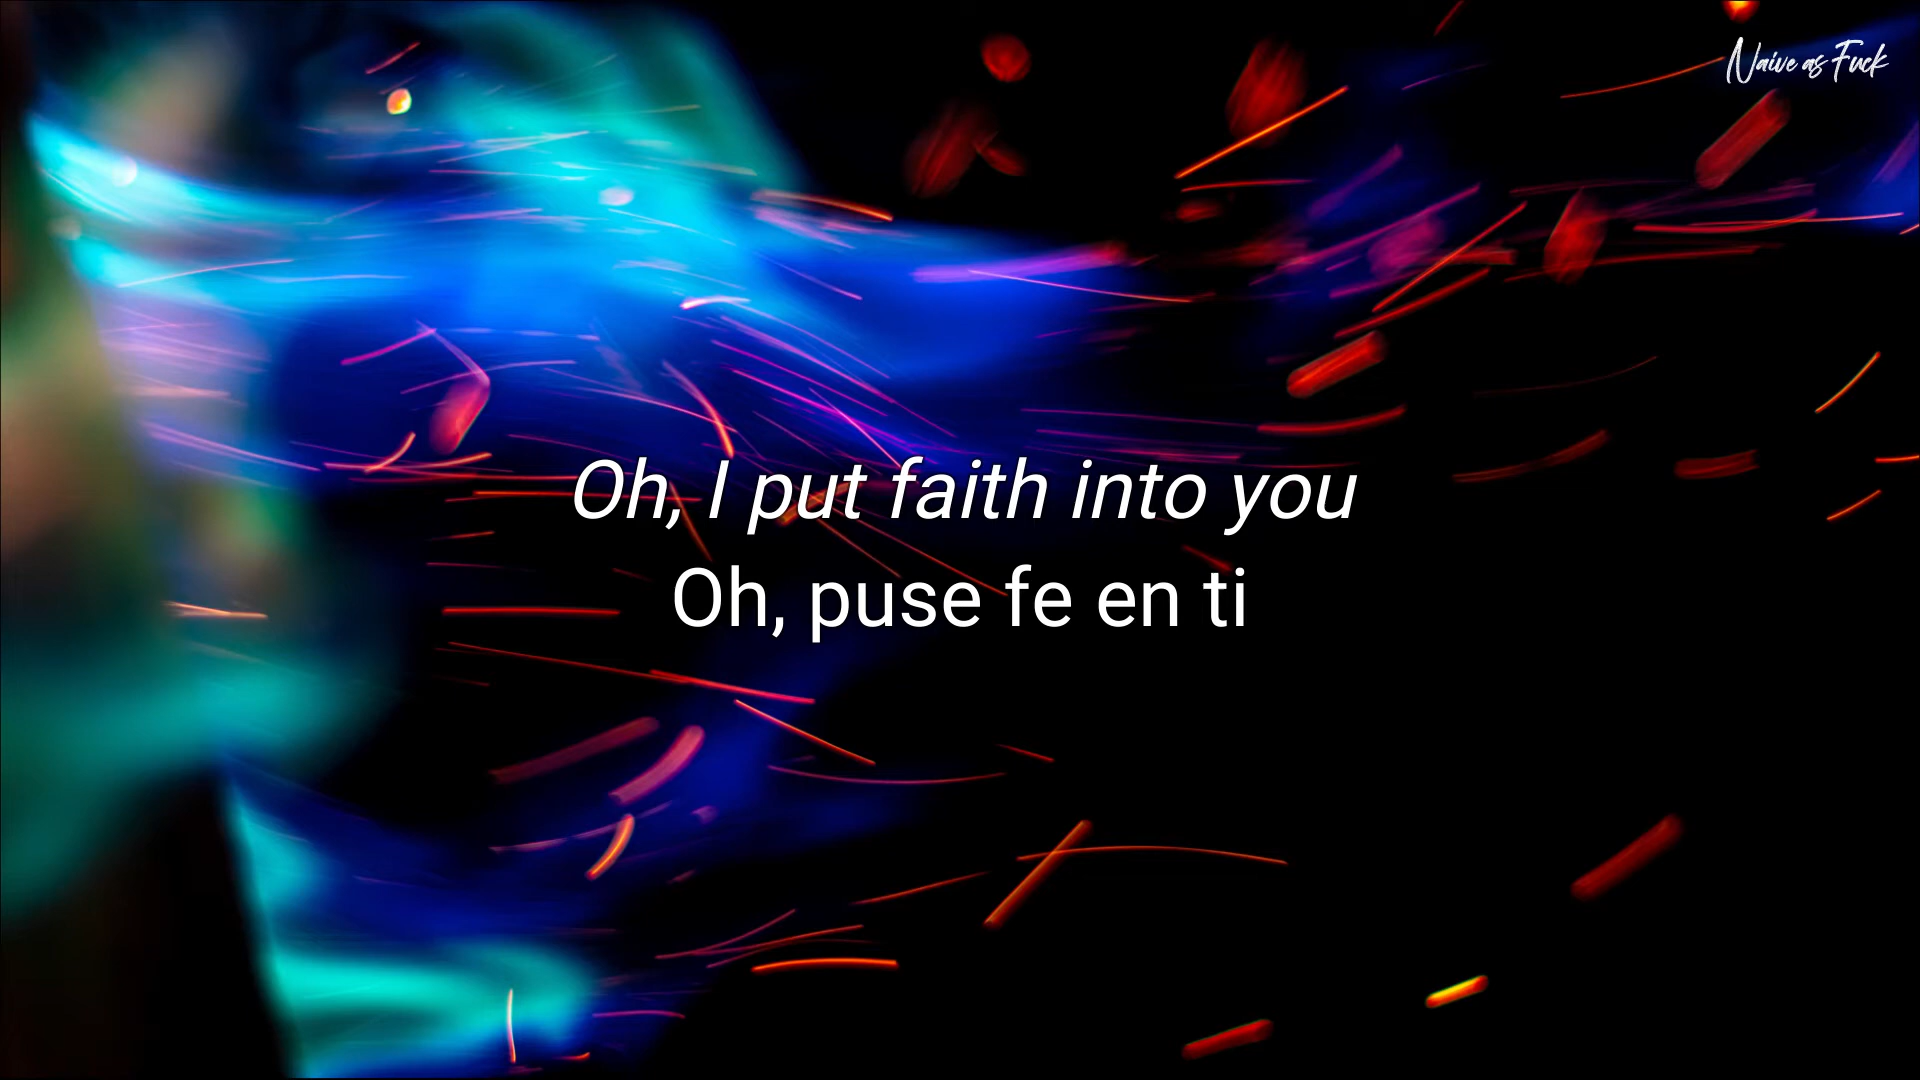 Naive as Fuck
Oh, I put faith into you
Oh, puse fe en ti